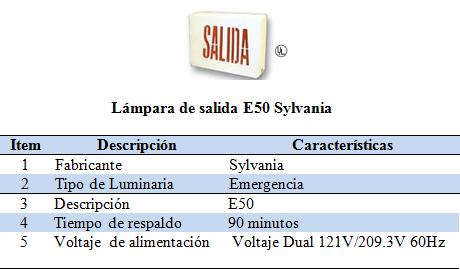 SALIDA
UL
Lámpara de salida E50 Sylvania
Item Descripción Características
1 Fabricante Sylvania
2 Tipo de Luminaria Emergencia
3 Descripción E50
4 Tiempo de respaldo 90 minutos
5 Voltaje de alimentación Voltaje Dual 121V/209.3V 60Hz